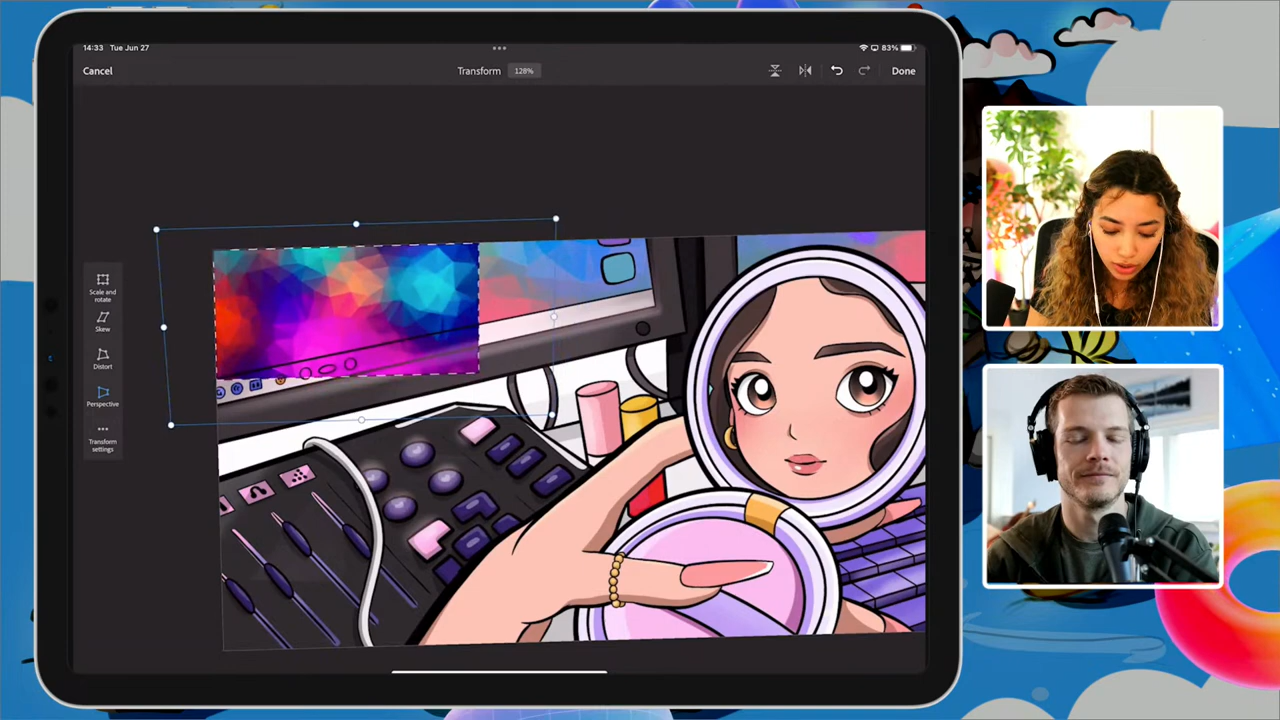 14:33 Tue Jun 27
83%
Cancel
Transform 128%
Done
Scale and
rotate
Skew
Distort
Perspective
Transform
settings